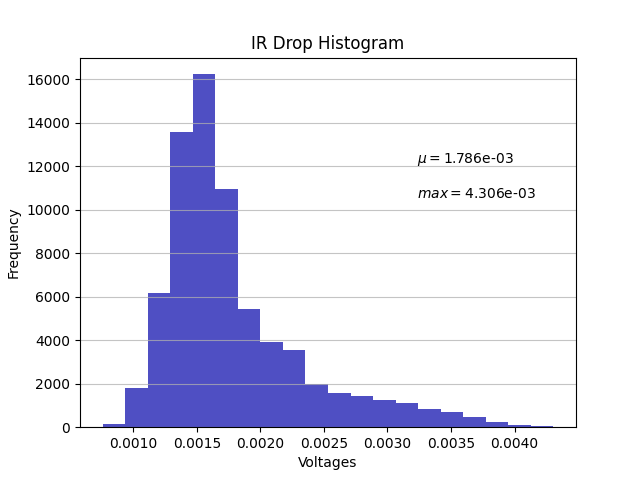 IR Drop Histogram
16000
14000
12000
10000
8000
6000
4000
2000
0
Frequency
μ = 1.786e-03
max = 4.306e-03
0.0010 0.0015 0.0020 0.0025 0.0030 0.0035 0.0040
Voltages